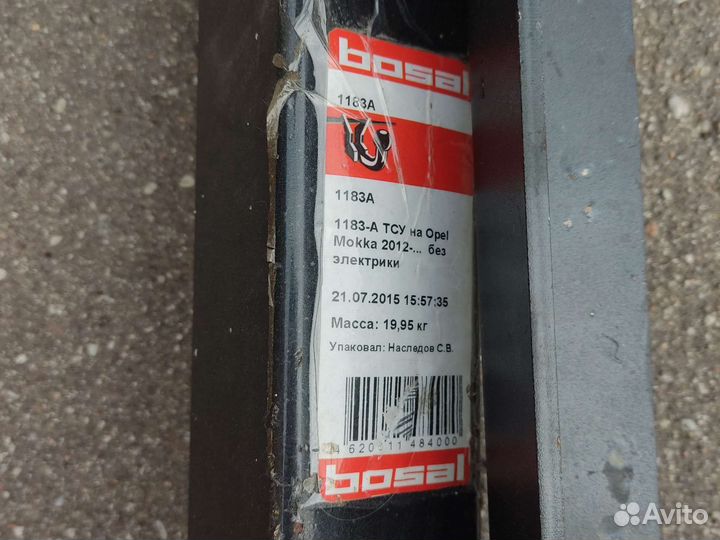 bosal
1183A
1183A
1183-А ТСУ на Opel
Mokka 2012-... без
электрики
21.07.2015 15:57:35
Масса: 19,95 кг
Упаковал: Наследов С.В.
484000
bosal
Avito